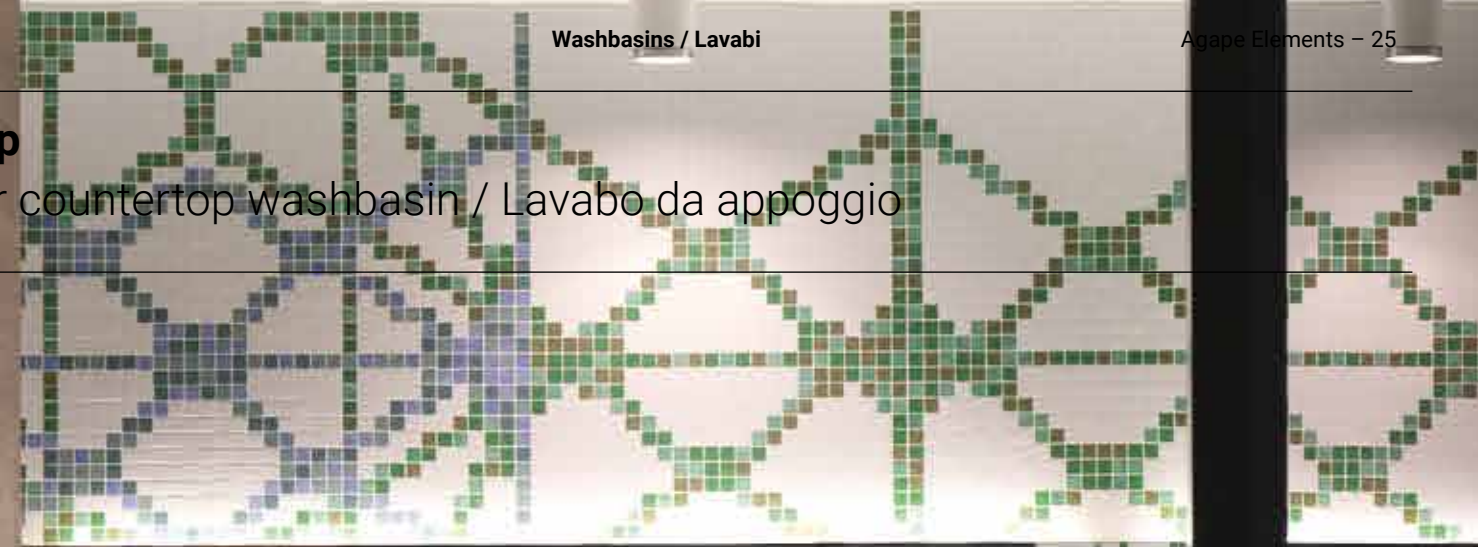 Washbasins / Lavabi
Agape Elements – 25
p
r countertop washbasin / Lavabo da appoggio